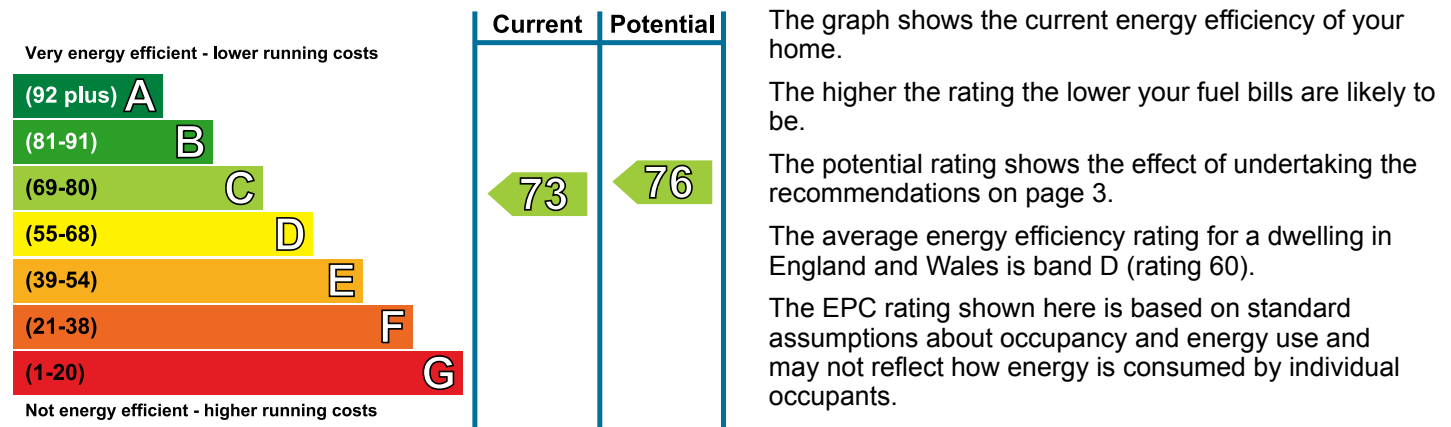 Current Potential
Very energy efficient - lower running costs
(92 plus) A
(81-91) B
(69-80) C
(55-68) D
(39-54) E
(21-38) F
(1-20) G
Not energy efficient - higher running costs
73
76
The graph shows the current energy efficiency of your
home.
The higher the rating the lower your fuel bills are likely to
be.
The potential rating shows the effect of undertaking the
recommendations on page 3.
The average energy efficiency rating for a dwelling in
England and Wales is band D (rating 60).
The EPC rating shown here is based on standard
assumptions about occupancy and energy use and
may not reflect how energy is consumed by individual
occupants.